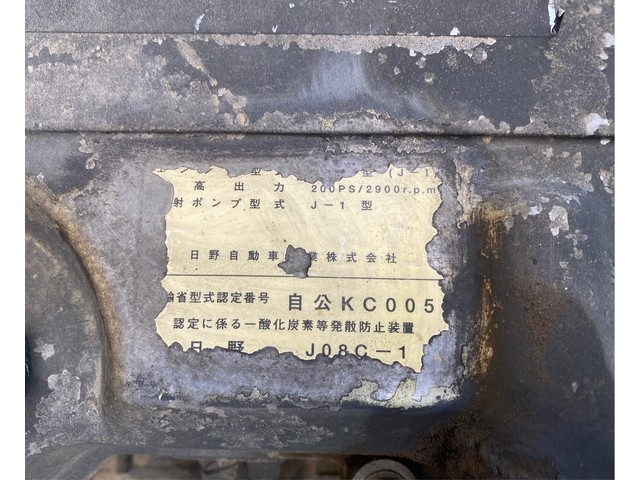 型 (J-1
高出力 200PS/2900r.p.m
射ポンプ型式 J-1型
日野自動車 業株式会社
省型式認定番号 自公KC005
認定に係る一酸化炭素等発散防止装置
日野 J08C-1